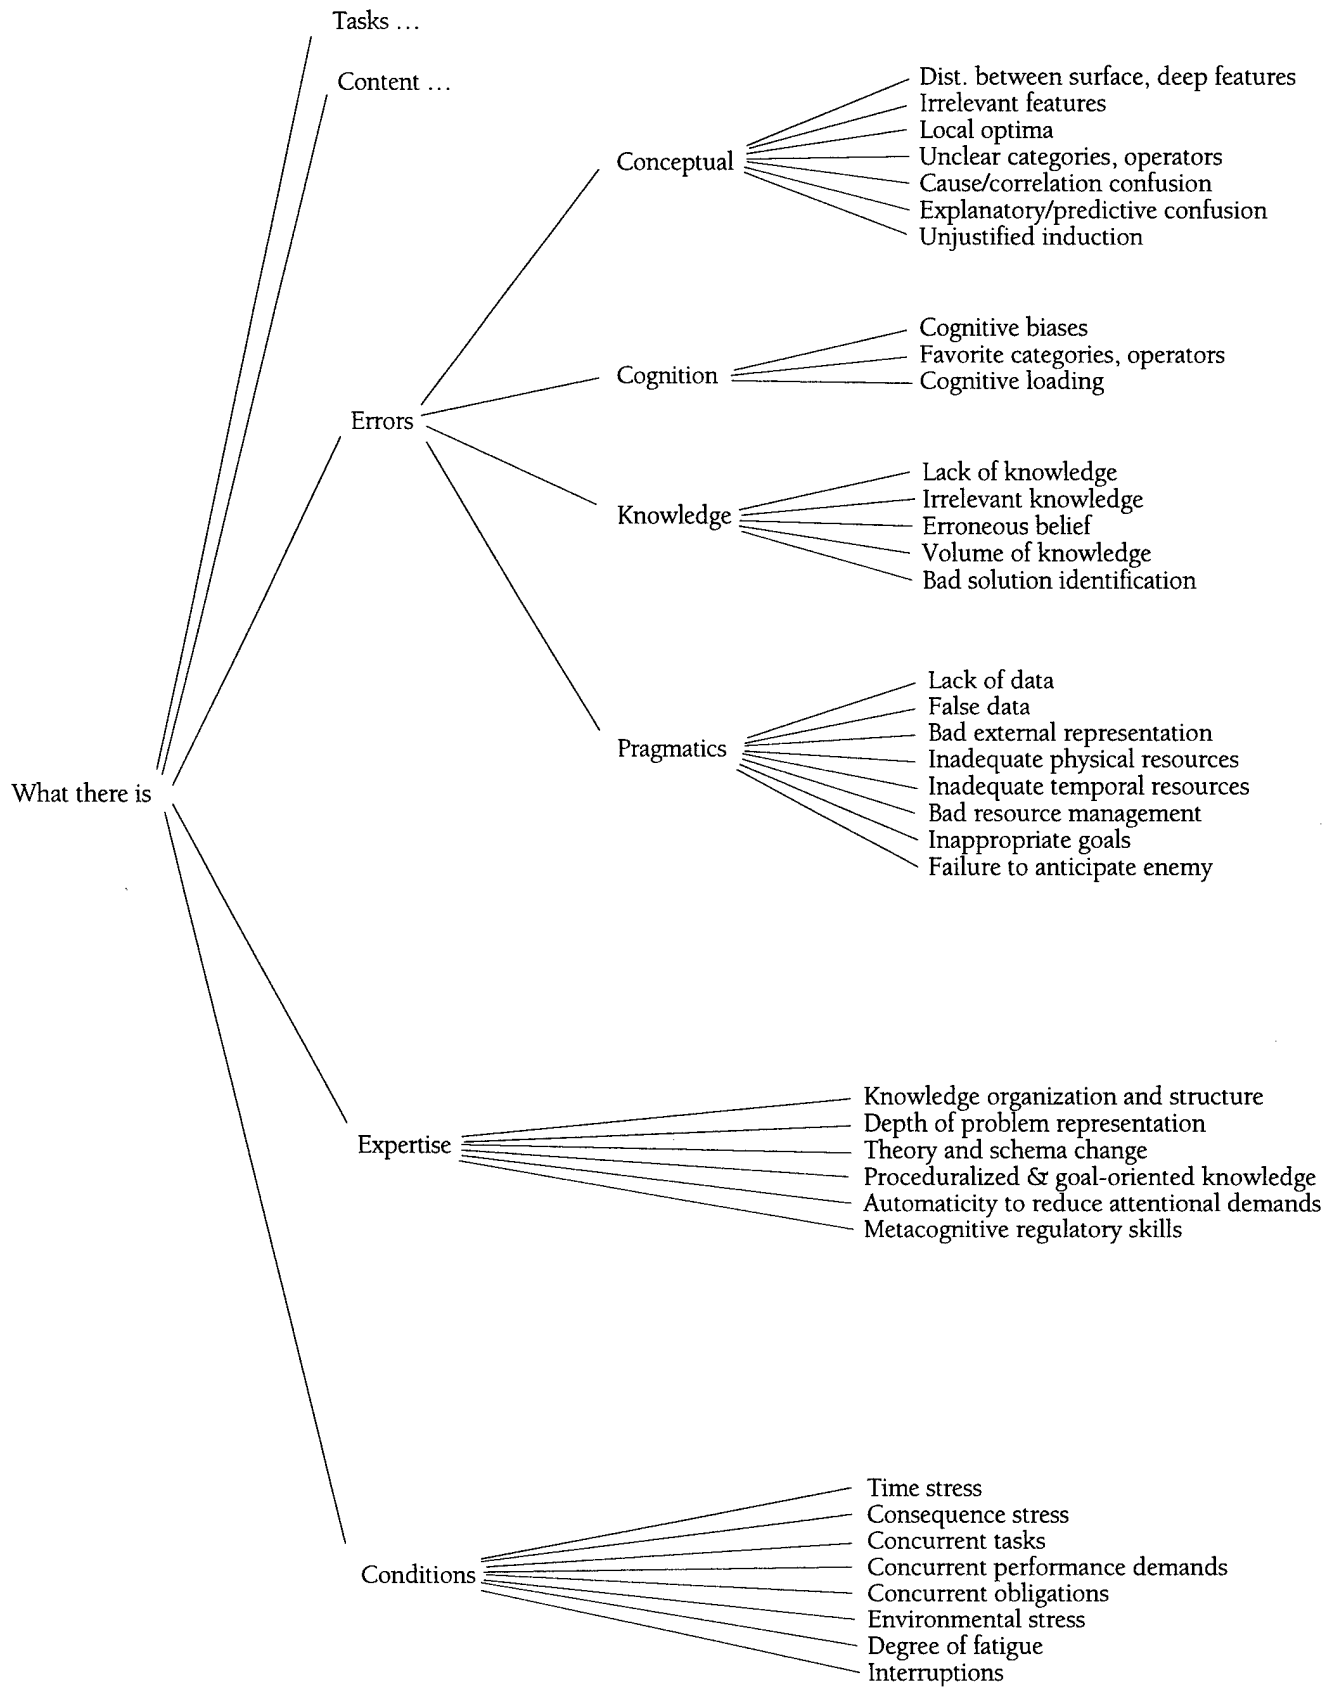 Tasks ...
Content ...
Dist. between surface, deep features
Irrelevant features
Local optima
Conceptual
Unclear categories, operators
Cause/correlation confusion
Explanatory/predictive confusion
Unjustified induction
Cognitive biases
Favorite categories, operators
Cognition
Cognitive loading
Errors
Lack of knowledge
Irrelevant knowledge
Knowledge
Erroneous belief
Volume of knowledge
Bad solution identification
Lack of data
False data
Bad external representation
Pragmatics
Inadequate physical resources
Inadequate temporal resources
What there is
Bad resource management
Inappropriate goals
Failure to anticipate enemy
Knowledge organization and structure
Depth of problem representation
Expertise
Theory and schema change
Proceduralized & goal-oriented knowledge
Automaticity to reduce attentional demands
Metacognitive regulatory skills
Time stress
Consequence stress
Concurrent tasks
Concurrent performance demands
Conditions
Concurrent obligations
Environmental stress
Degree of fatigue
Interruptions